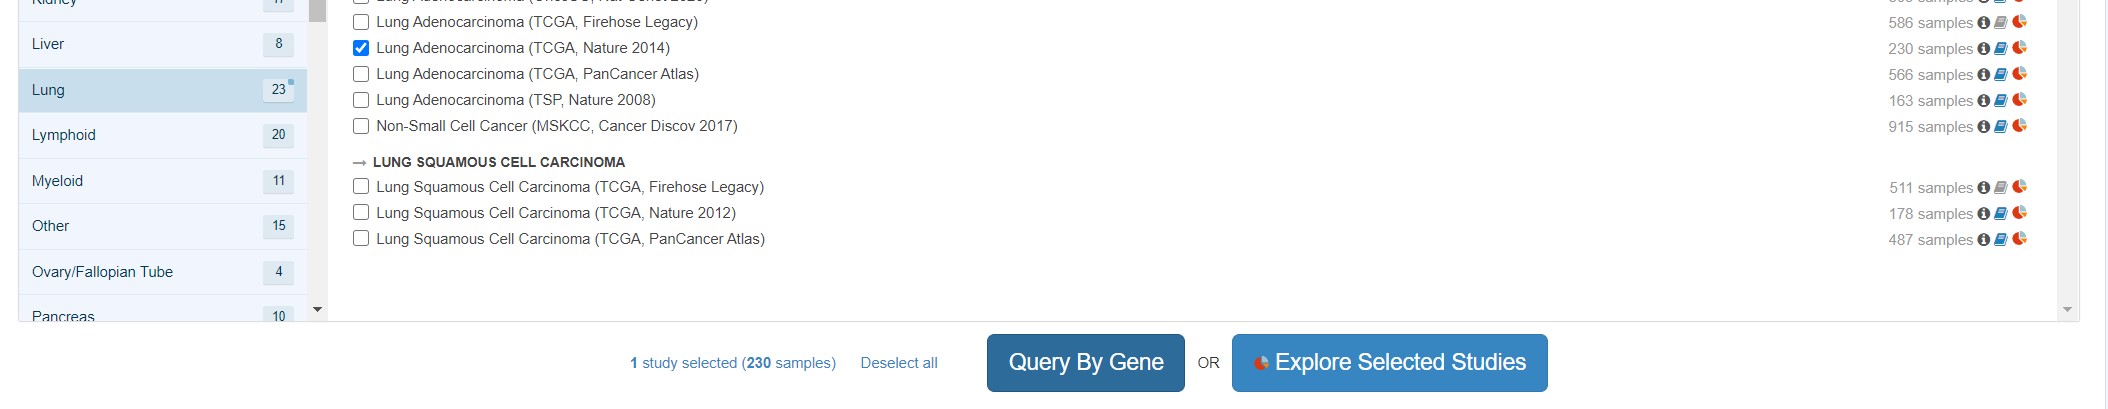 Kidney
Liver 8
Lung 23
Lymphoid 20
Myeloid 11
Other 15
Ovary/Fallopian Tube 4
Pancreas 10
Lung Adenocarcinoma (TCGA, Firehose Legacy) 586 samples
Lung Adenocarcinoma (TCGA, Nature 2014) 230 samples
Lung Adenocarcinoma (TCGA, PanCancer Atlas) 566 samples
Lung Adenocarcinoma (TSP, Nature 2008) 163 samples
Non-Small Cell Cancer (MSKCC, Cancer Discov 2017) 915 samples
LUNG SQUAMOUS CELL CARCINOMA
Lung Squamous Cell Carcinoma (TCGA, Firehose Legacy) 511 samples
Lung Squamous Cell Carcinoma (TCGA, Nature 2012) 178 samples
Lung Squamous Cell Carcinoma (TCGA, PanCancer Atlas) 487 samples
1 study selected (230 samples) Deselect all Query By Gene OR Explore Selected Studies